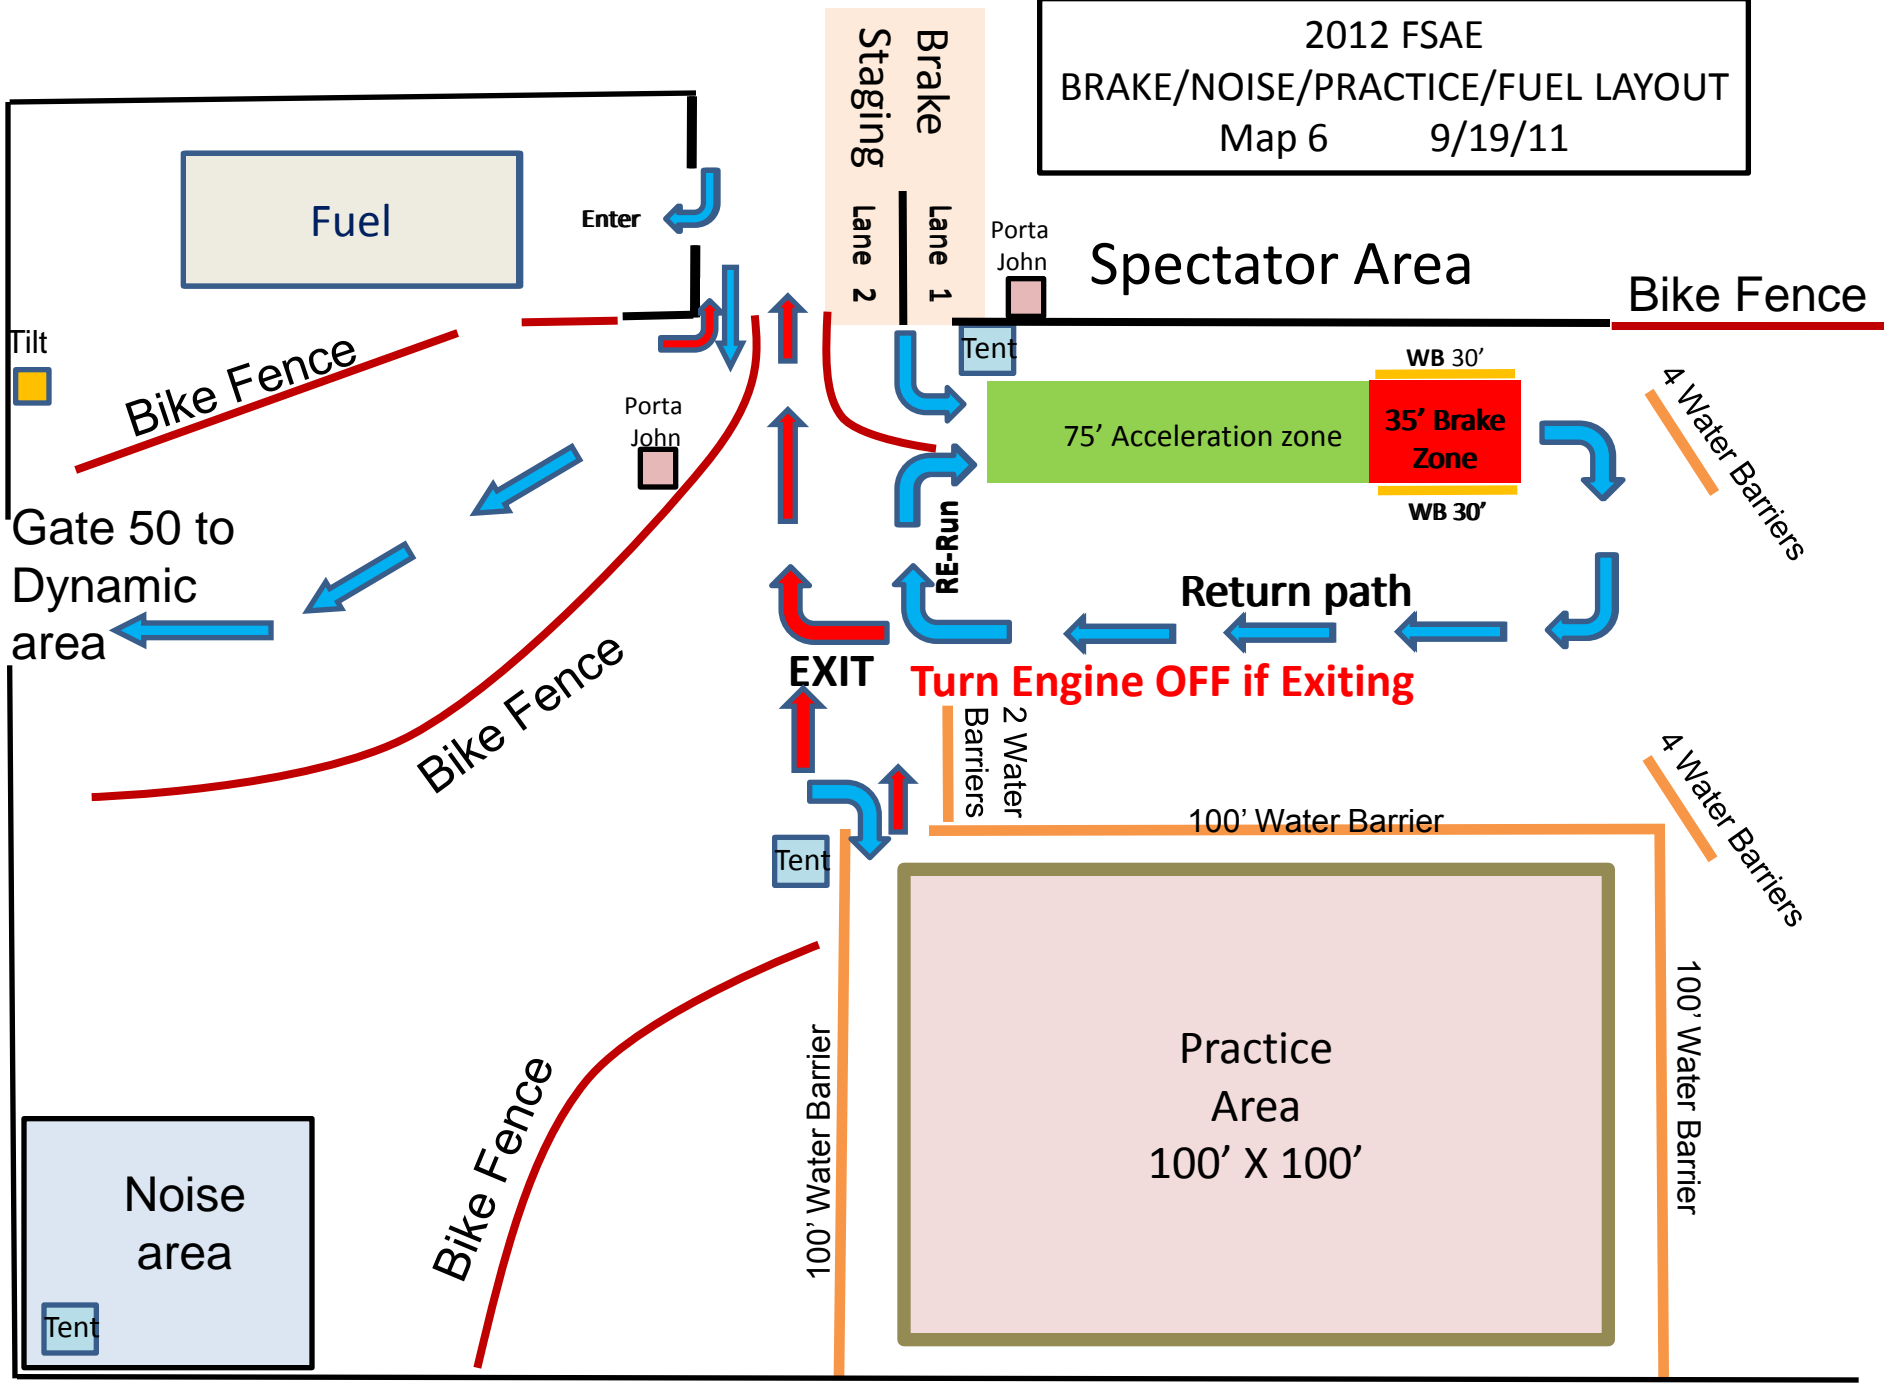 2012 FSAE
BRAKE/NOISE/PRACTICE/FUEL LAYOUT
Map 6 9/19/11
Brake
Staging
Lane 1
Lane 2
Fuel
Enter
Porta
John
Spectator Area
Bike Fence
Tilt
Bike Fence
Tent
WB 30’
4 Water Barriers
Porta
John
75’ Acceleration zone
35’ Brake
Zone
WB 30’
RE-Run
Gate 50 to
Dynamic
area
Return path
EXIT
Turn Engine OFF if Exiting
Bike Fence
2 Water
Barriers
4 Water Barriers
100’ Water Barrier
Tent
100’ Water Barrier
100’ Water Barrier
Practice
Area
100’ X 100’
Bike Fence
Noise
area
Tent